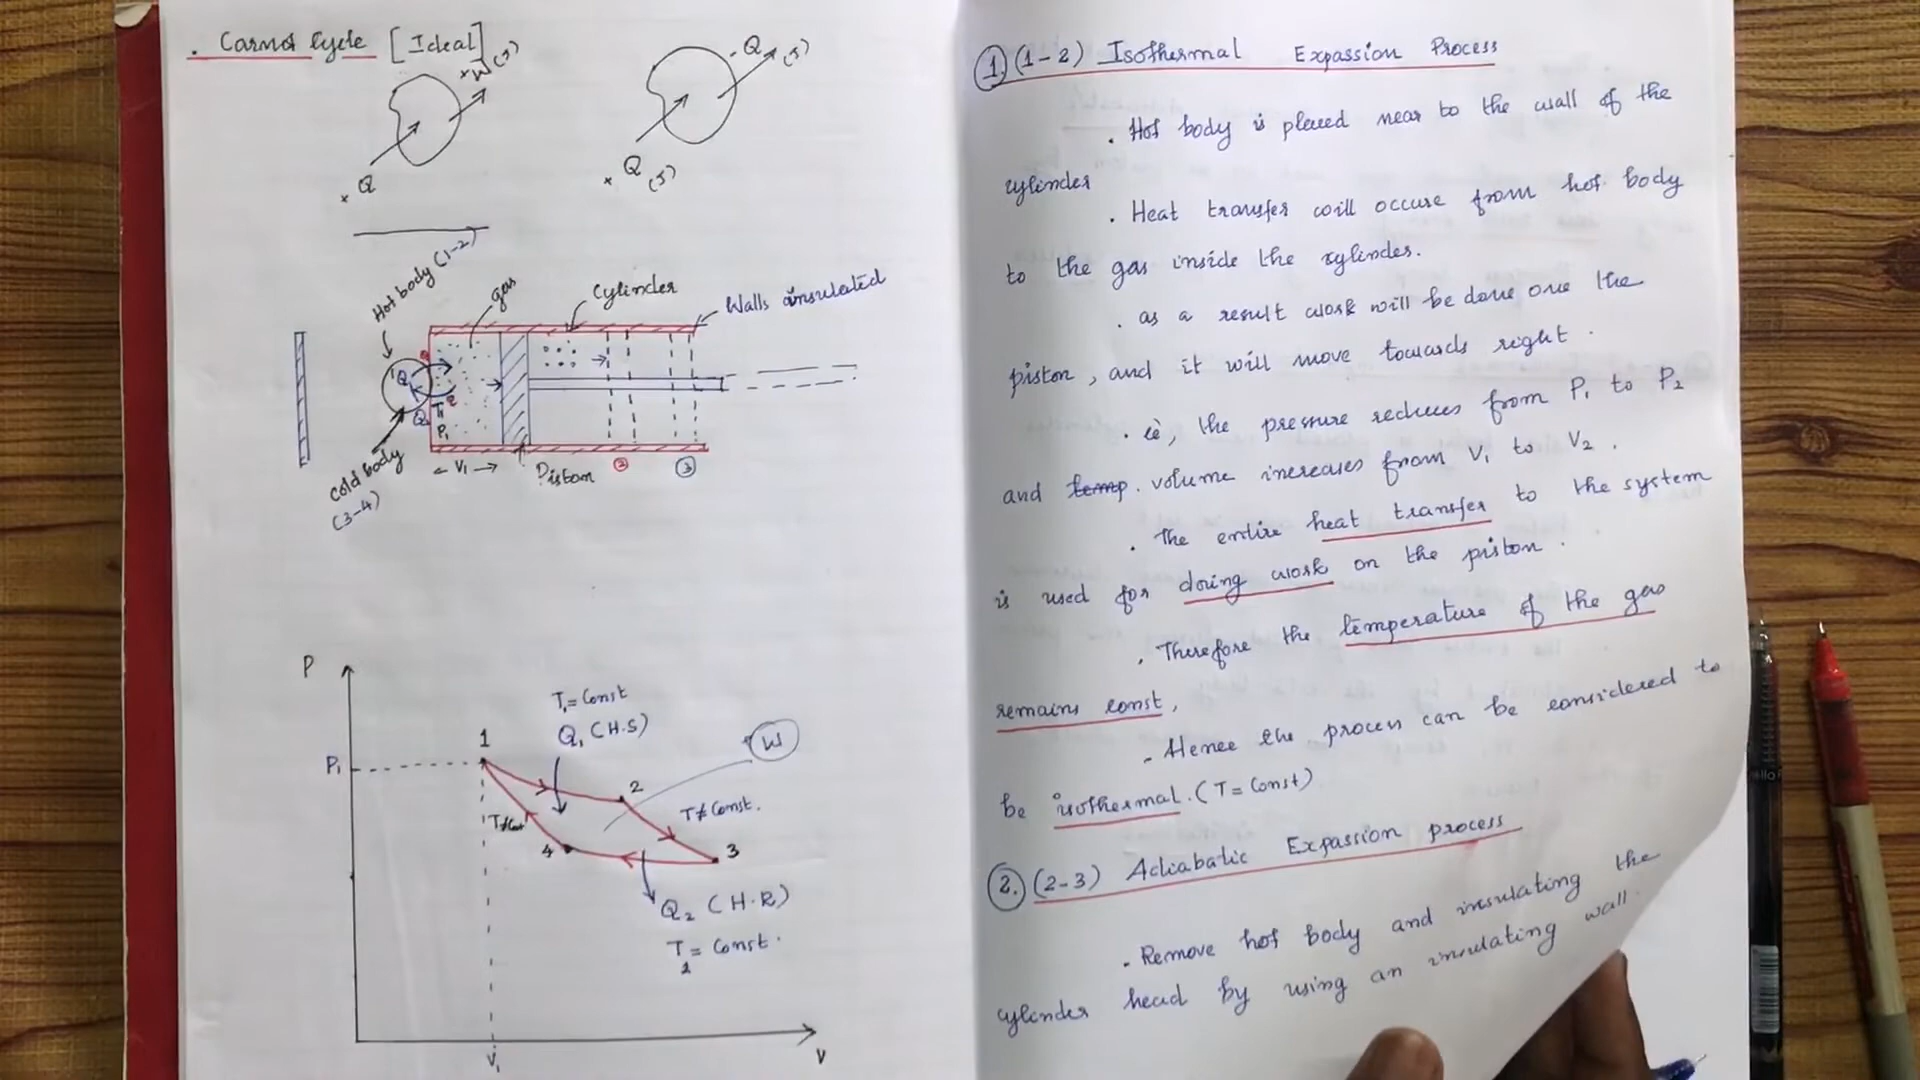 . Carnot Cycle [Ideal]
+W (J)
+ Q
- Q (J)
+ Q (J)
Hot body (1-2)
gas
Cylinder
Walls insulated
Q1
Q2
T1
P1
← V1 →
Piston
②
③
Cold body
(3-4)
P
T1 = Const
Q1 (H.S)
W
1
P1
2
T≠Const.
T≠Const
4
3
Q2 (H.R)
T2 = Const.
V1
V
1. (1-2) Isothermal Expassion Process
. Hot body is placed near to the wall of the
cylinder
. Heat transfer will occure from hot body
to the gas inside the cylinder.
. as a result work will be done one the
piston, and it will move towards right.
. ie, the pressure reduces from P1 to P2
and temp. volume increases from V1 to V2.
. The entire heat transfer to the system
is used for doing work on the piston.
. Therefore the temperature of the gas
remains const,
. Hence the process can be considered to
be isothermal. (T = Const)
2. (2-3) Adiabatic Expassion process
. Remove hot body and insulating the
cylinder head by using an insulating wall.